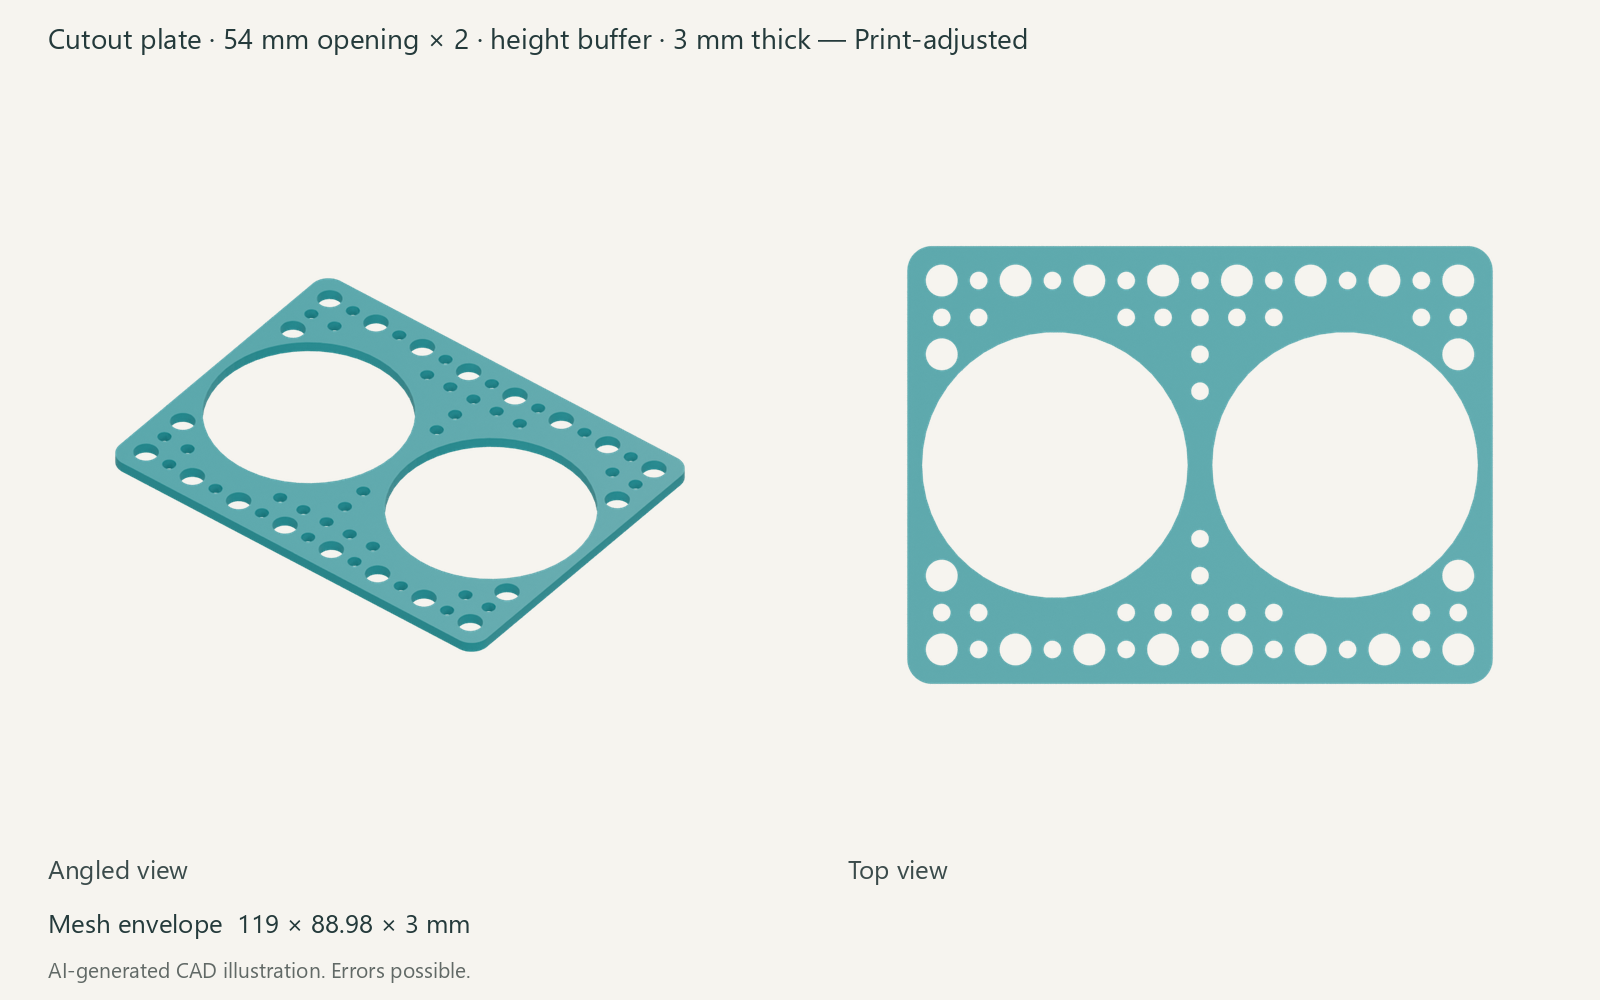 Cutout plate · 54 mm opening × 2 · height buffer · 3 mm thick — Print-adjusted
Angled view
Top view
Mesh envelope 119 × 88.98 × 3 mm
AI-generated CAD illustration. Errors possible.